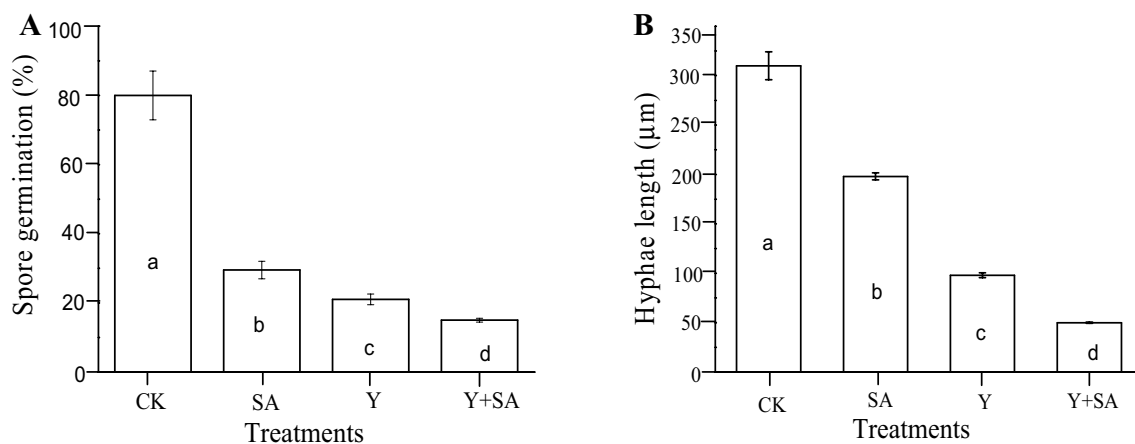 A
Spore germination (%)
100
80
60
40
20
0
a
b
c
d
CK SA Y Y+SA
Treatments
B
Hyphae length (µm)
350
300
250
200
150
100
50
0
a
b
c
d
CK SA Y Y+SA
Treatments